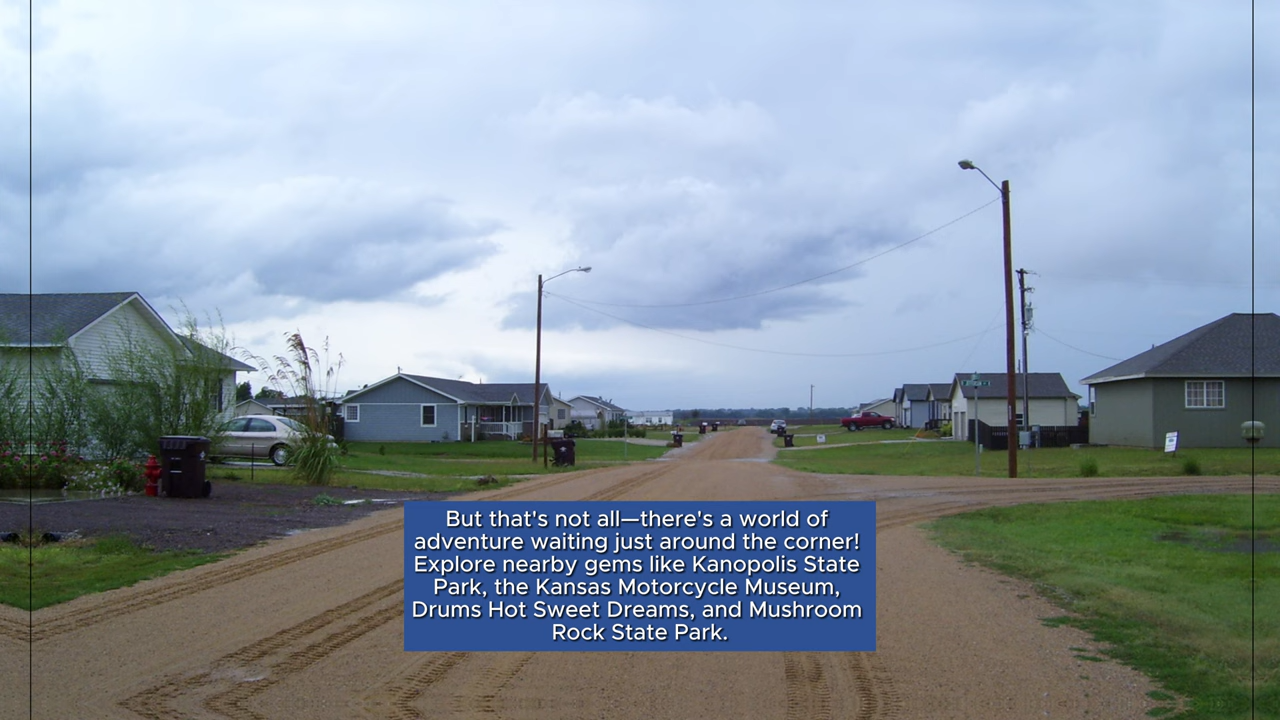 But that's not all—there's a world of
adventure waiting just around the corner!
Explore nearby gems like Kanopolis State
Park, the Kansas Motorcycle Museum,
Drums Hot Sweet Dreams, and Mushroom
Rock State Park.